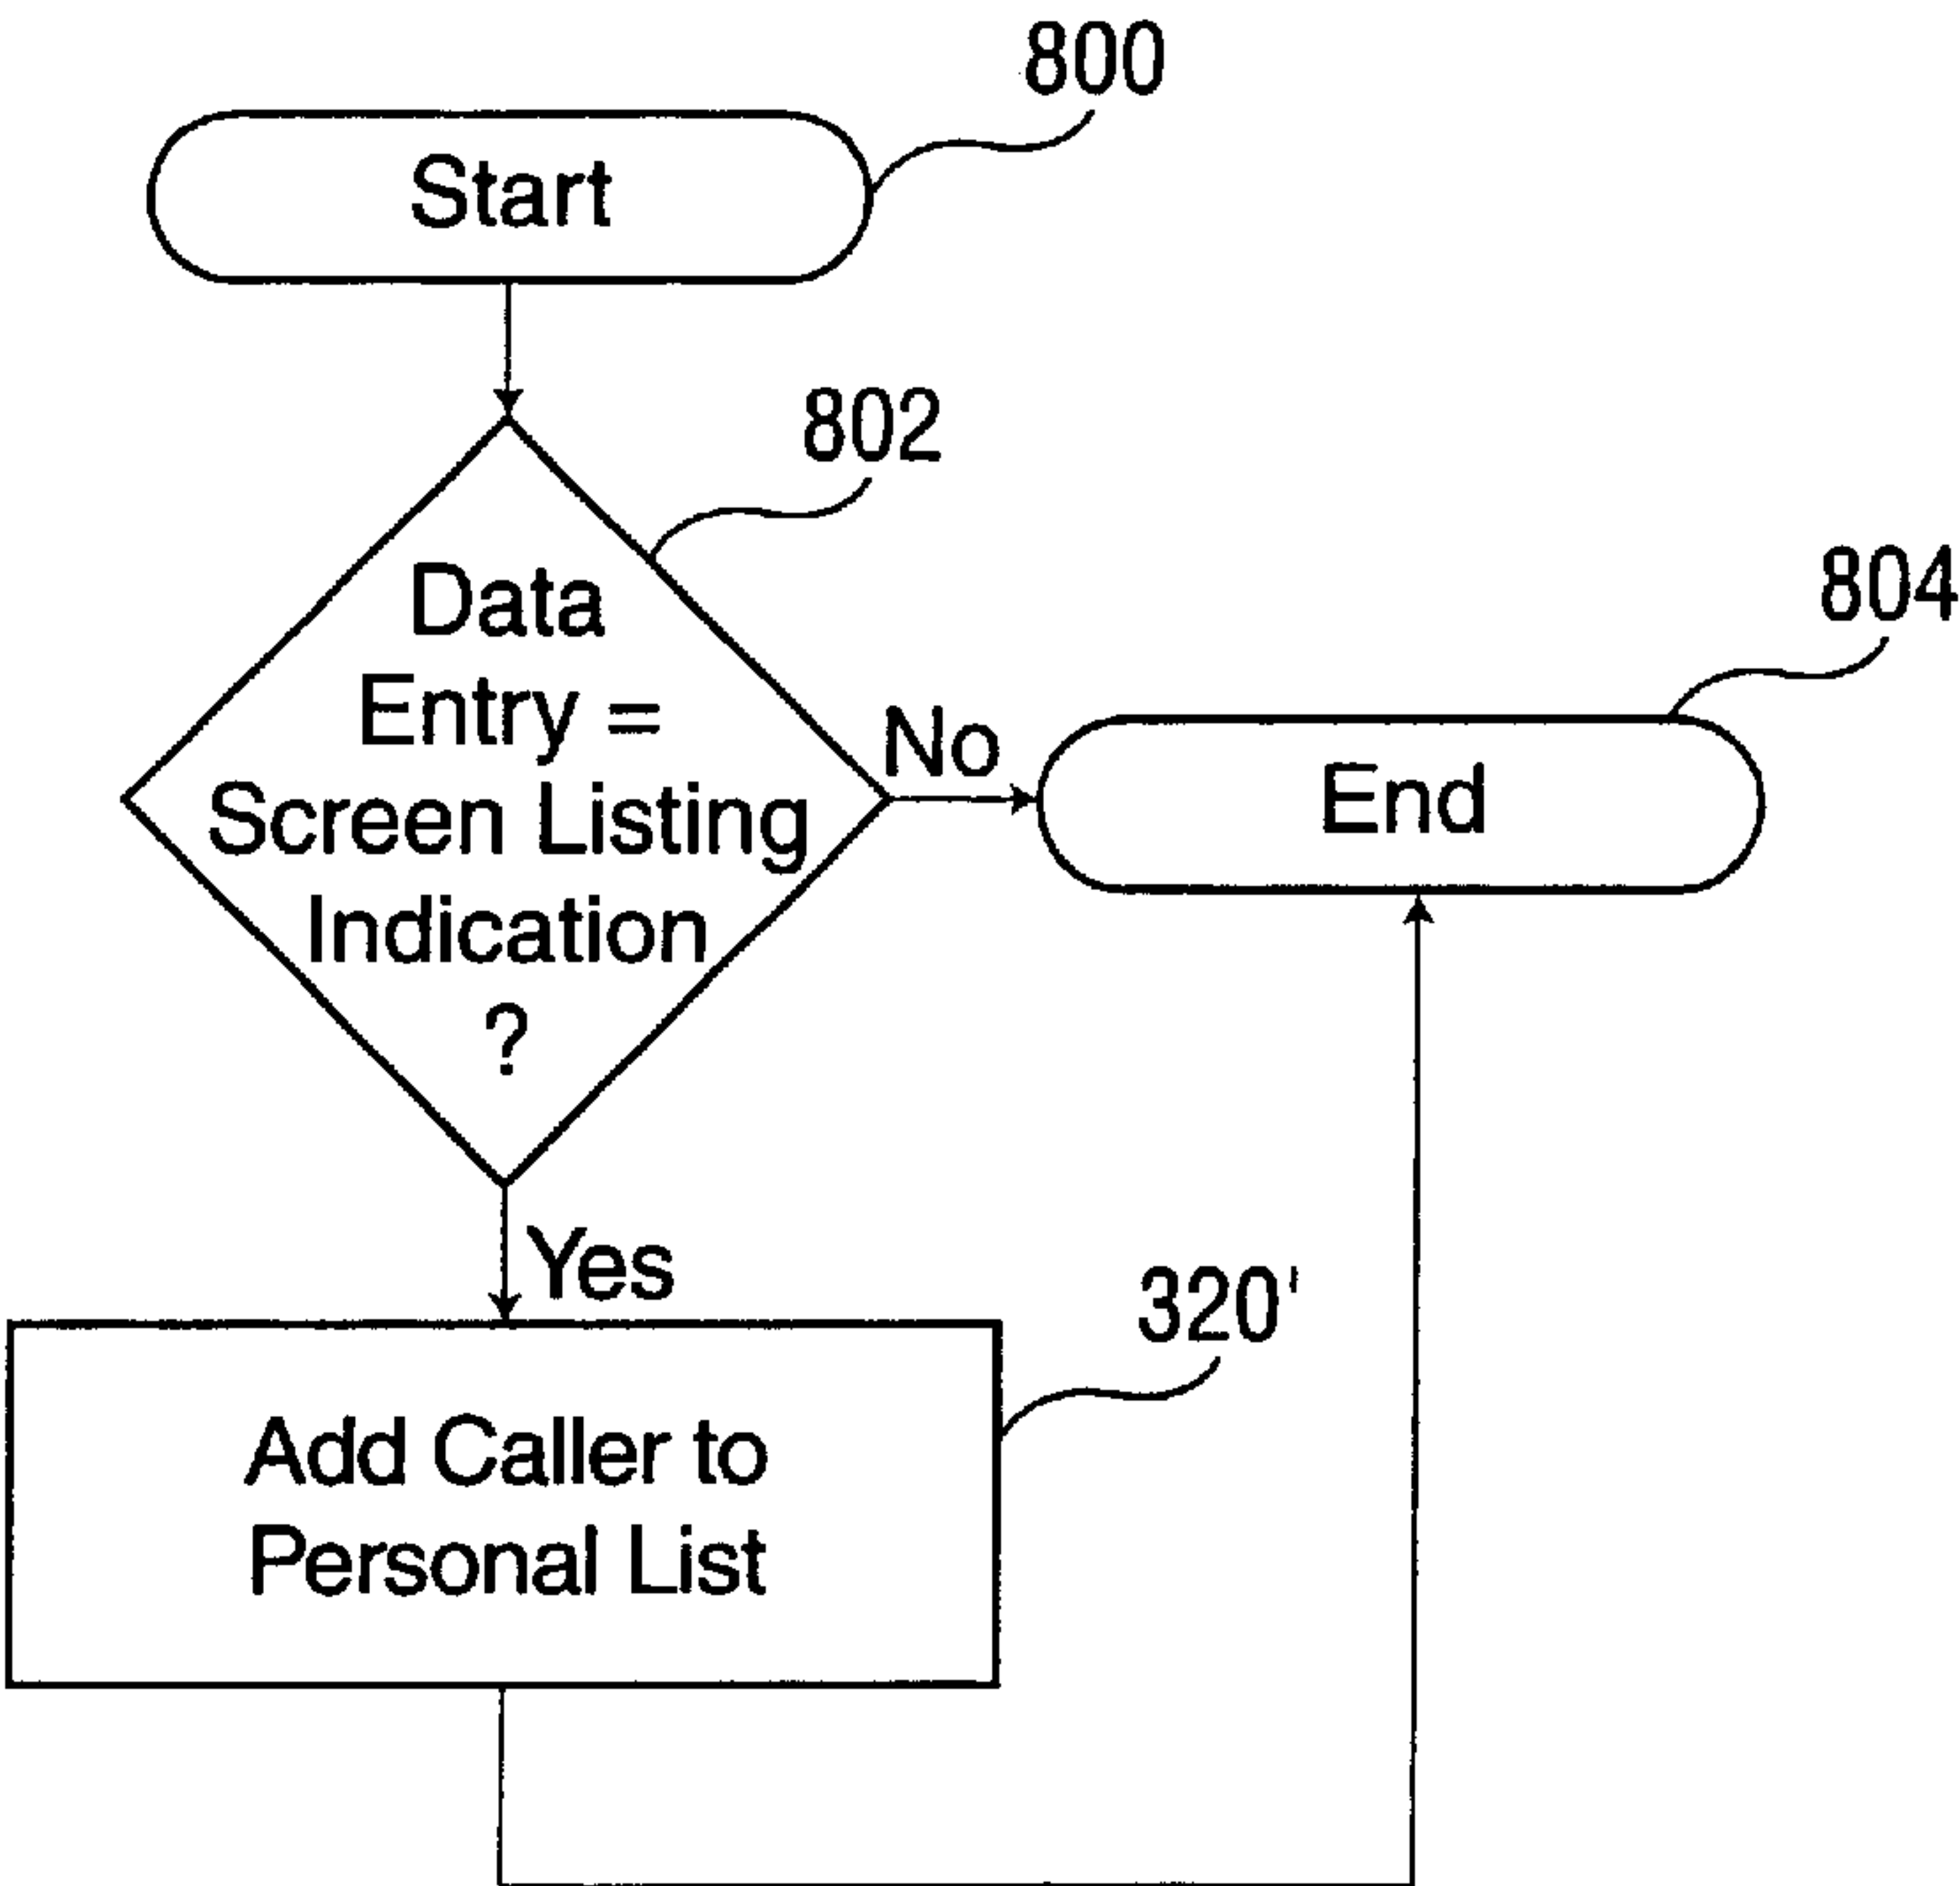 800
Start
802
Data
Entry =
Screen Listing
Indication
?
No
804
End
Yes
320'
Add Caller to
Personal List